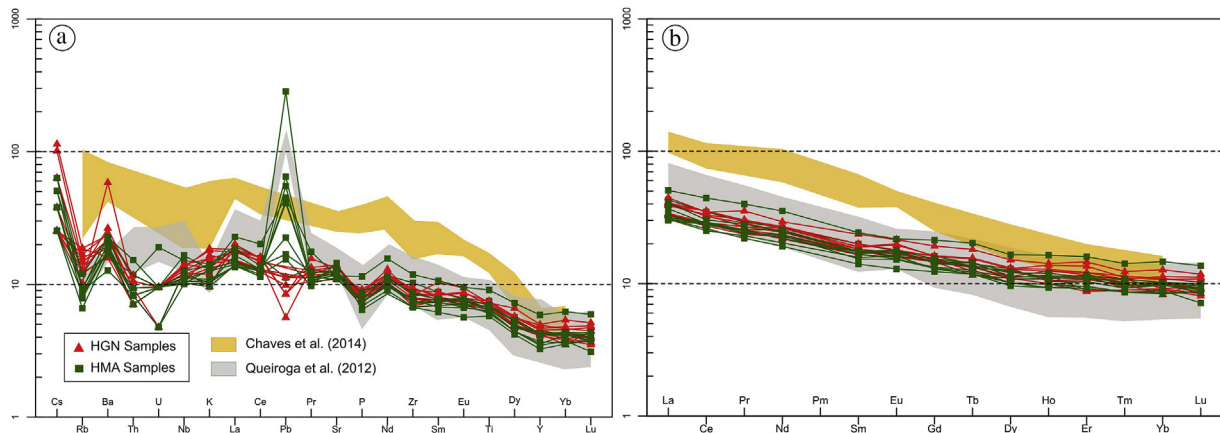 a
1000
100
10
1
HGN Samples
HMA Samples
Chaves et al. (2014)
Queiroga et al. (2012)
Cs Ba U K La Ce Pr P Zr Eu Dy Yb
Rb Th Nb Pb Sr Nd Sm Ti Y Lu
b
1000
100
10
1
La Pr Pm Eu Tb Ho Tm Lu
Ce Nd Sm Gd Dy Er Yb